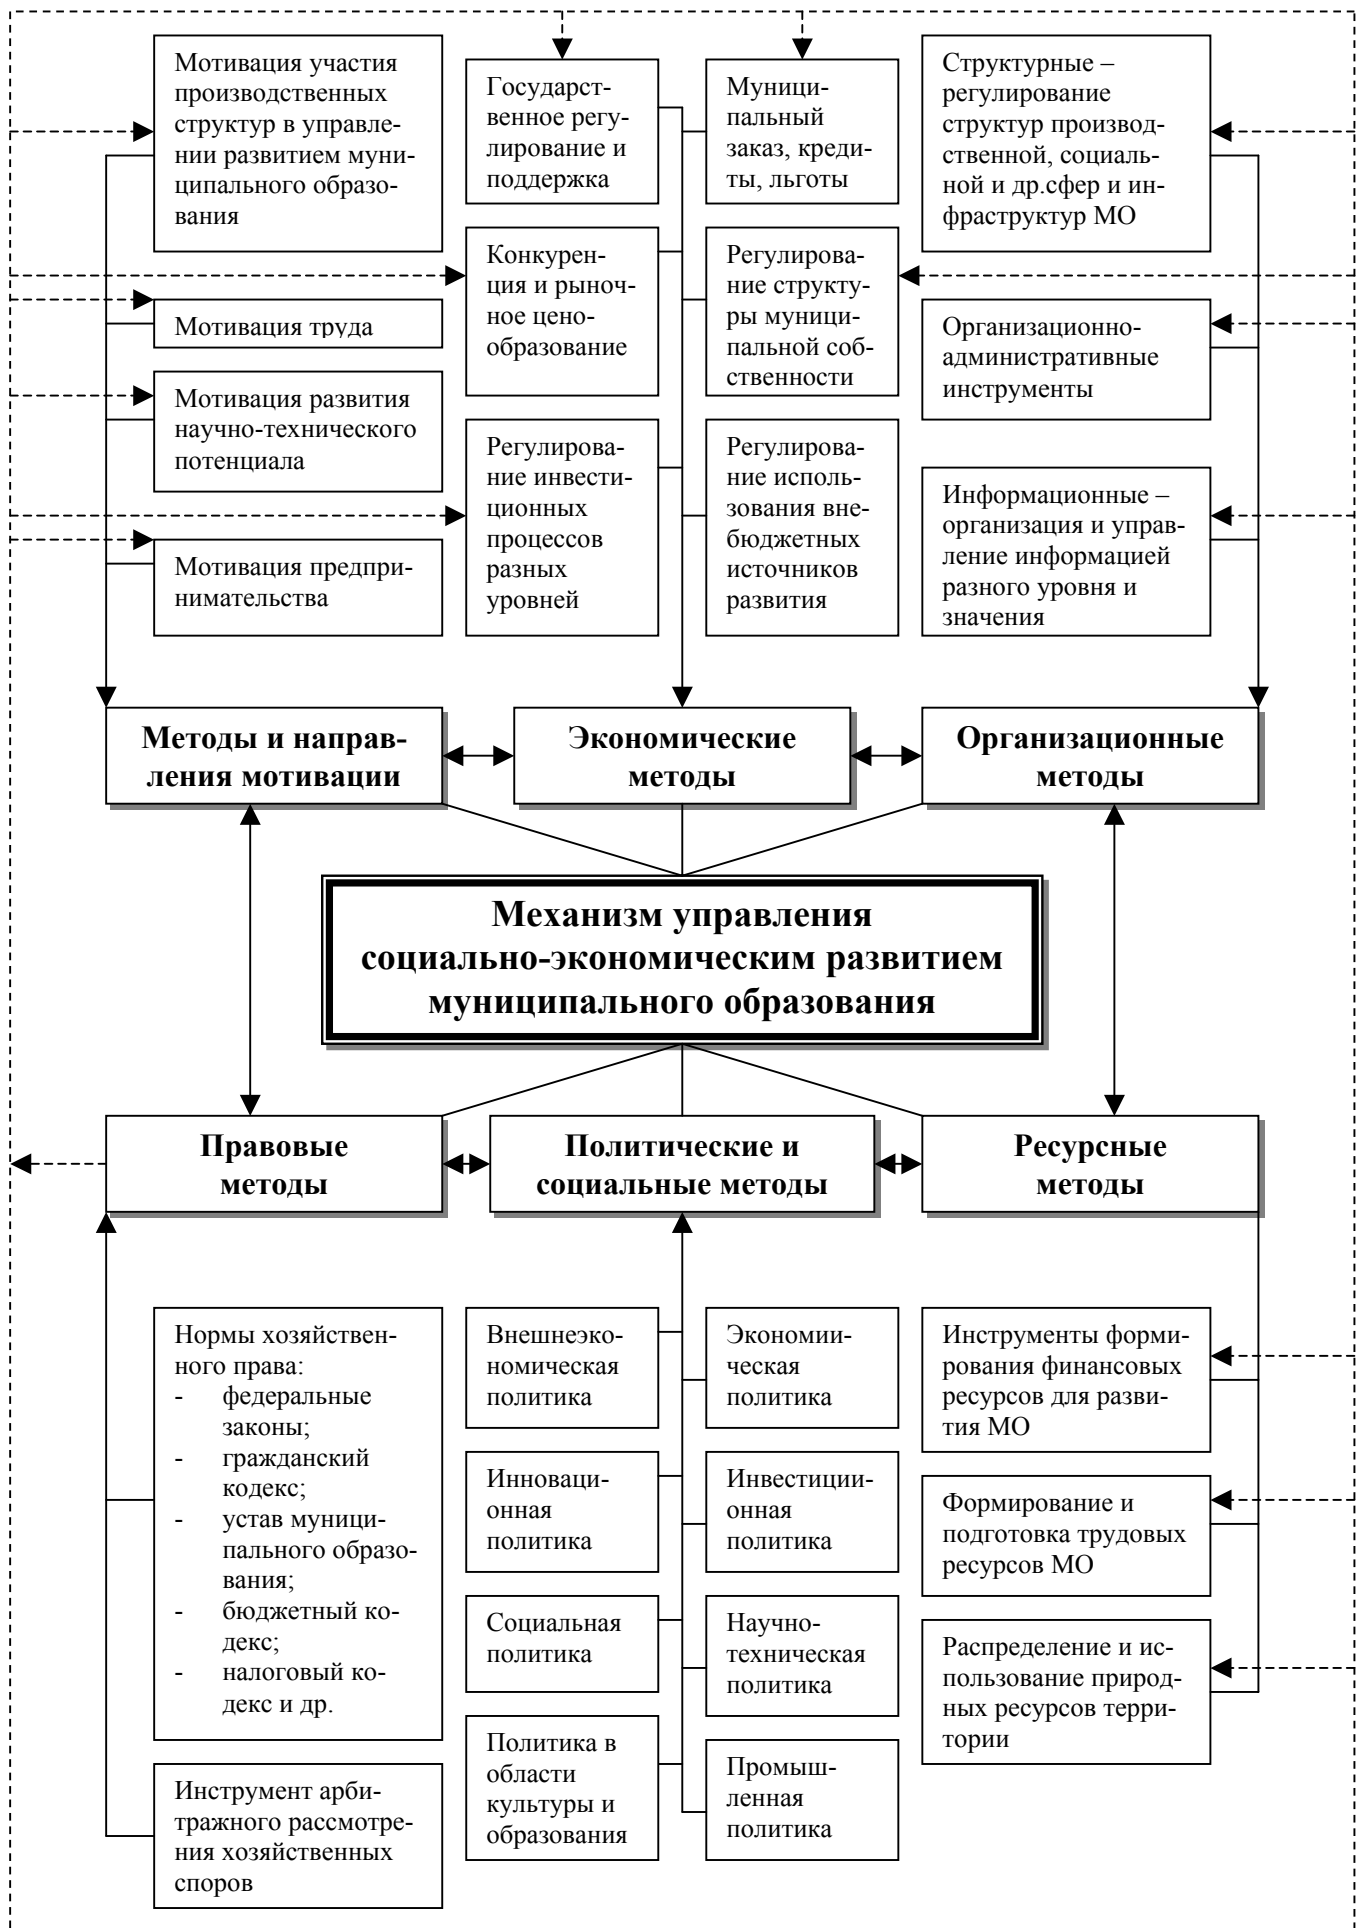 Мотивация участия
производственных
структур в управле-
нии развитием муни-
ципального образо-
вания
Государст-
венное регу-
лирование и
поддержка
Муници-
пальный
заказ, креди-
ты, льготы
Структурные –
регулирование
структур производ-
ственной, социаль-
ной и др.сфер и ин-
фраструктур МО
Конкурен-
ция и рыноч-
ное цено-
образование
Регулирова-
ние структу-
ры муници-
пальной соб-
ственности
Мотивация труда
Организационно-
административные
инструменты
Мотивация развития
научно-технического
потенциала
Регулирова-
ние инвести-
ционных
процессов
разных
уровней
Регулирова-
ние исполь-
зования вне-
бюджетных
источников
развития
Информационные –
организация и управ-
ление информацией
разного уровня и
значения
Мотивация предпри-
нимательства
Методы и направ-
ления мотивации
Экономические
методы
Организационные
методы
Механизм управления
социально-экономическим развитием
муниципального образования
Правовые
методы
Политические и
социальные методы
Ресурсные
методы
Нормы хозяйствен-
ного права:
- федеральные
законы;
- гражданский
кодекс;
- устав муници-
пального образо-
вания;
- бюджетный ко-
декс;
- налоговый ко-
декс и др.
Внешнеэко-
номическая
политика
Экономии-
ческая
политика
Инструменты форми-
рования финансовых
ресурсов для разви-
тия МО
Инноваци-
онная
политика
Инвестици-
онная
политика
Формирование и
подготовка трудовых
ресурсов МО
Социальная
политика
Научно-
техническая
политика
Распределение и ис-
пользование природ-
ных ресурсов терри-
тории
Политика в
области
культуры и
образования
Промыш-
ленная
политика
Инструмент арби-
тражного рассмотре-
ния хозяйственных
споров